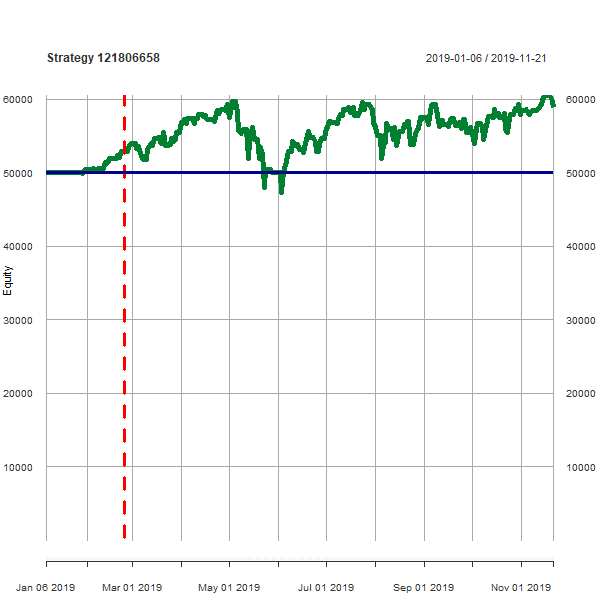 Strategy 121806658 2019-01-06 / 2019-11-21
60000 60000
50000 50000
40000 40000
Equity
30000 30000
20000 20000
10000 10000
Jan 06 2019 Mar 01 2019 May 01 2019 Jul 01 2019 Sep 01 2019 Nov 01 2019